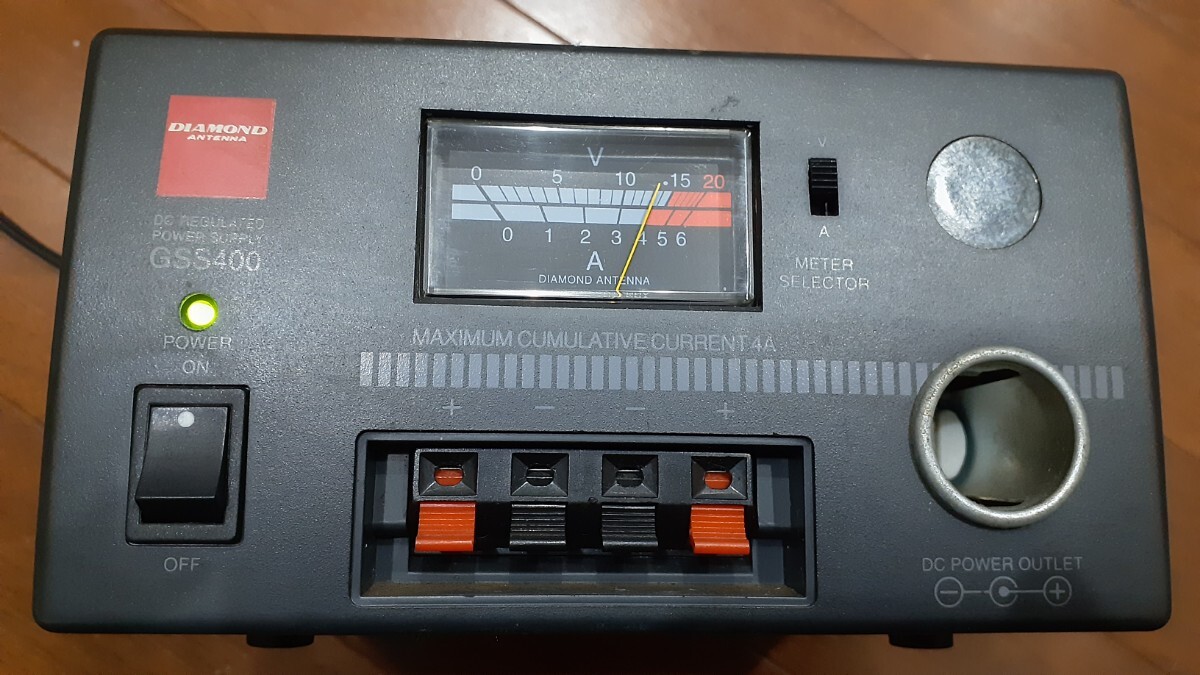 DIAMOND
ANTENNA
DC REGULATED
POWER SUPPLY
GSS400
POWER
ON
OFF
V
0 5 10 15 20
0 1 2 3 4 5 6
A
DIAMOND ANTENNA
V
A
METER
SELECTOR
MAXIMUM CUMULATIVE CURRENT 4A
+ − − +
DC POWER OUTLET
− +